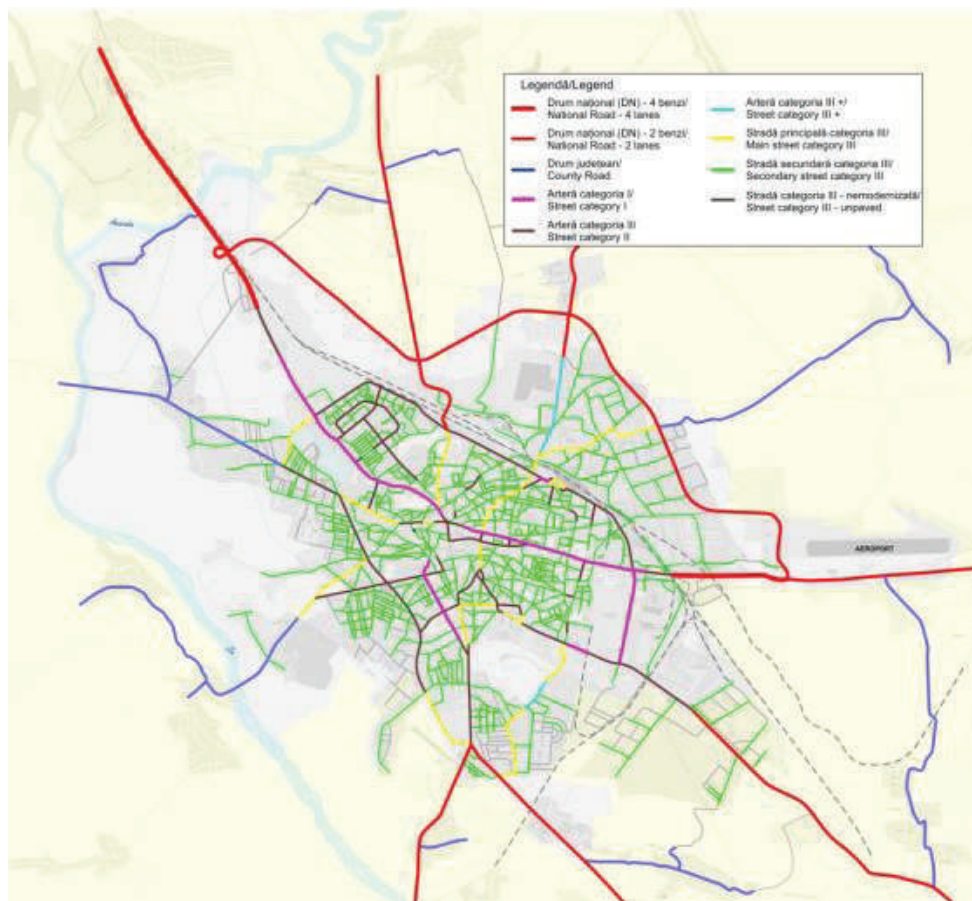 Legendă/Legend
Drum național (DN) - 4 benzi/
National Road - 4 lanes
Drum național (DN) - 2 benzi/
National Road - 2 lanes
Drum județean/
County Road
Arteră categoria I/
Street category I
Arteră categoria III
Street category II
Arteră categoria III +/
Street category III +
Stradă principală categoria III/
Main street category III
Stradă secundară categoria III/
Secondary street category III
Stradă categoria III - nemodernizată/
Street category III - unpaved
AEROPORT